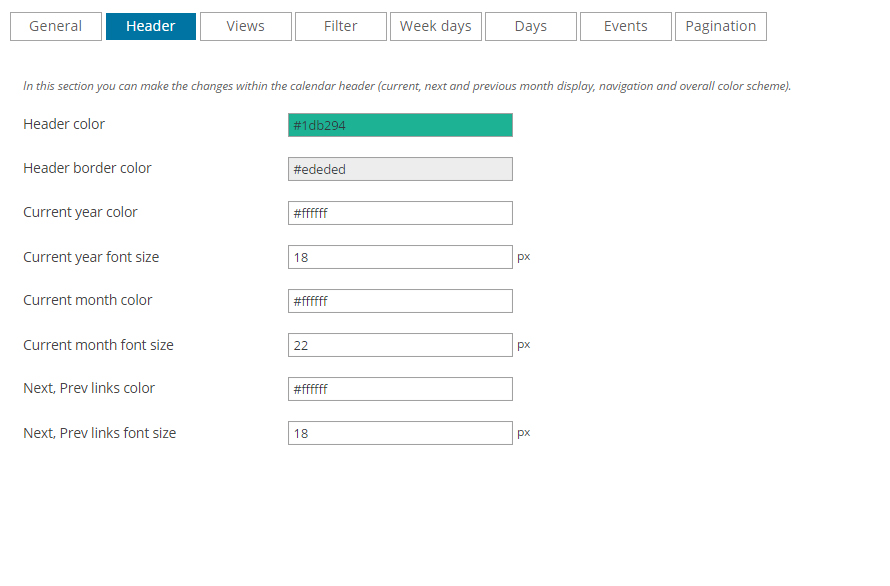 General Header Views Filter Week days Days Events Pagination
In this section you can make the changes within the calendar header (current, next and previous month display, navigation and overall color scheme).
Header color #1db294
Header border color #ededed
Current year color #ffffff
Current year font size 18 px
Current month color #ffffff
Current month font size 22 px
Next, Prev links color #ffffff
Next, Prev links font size 18 px